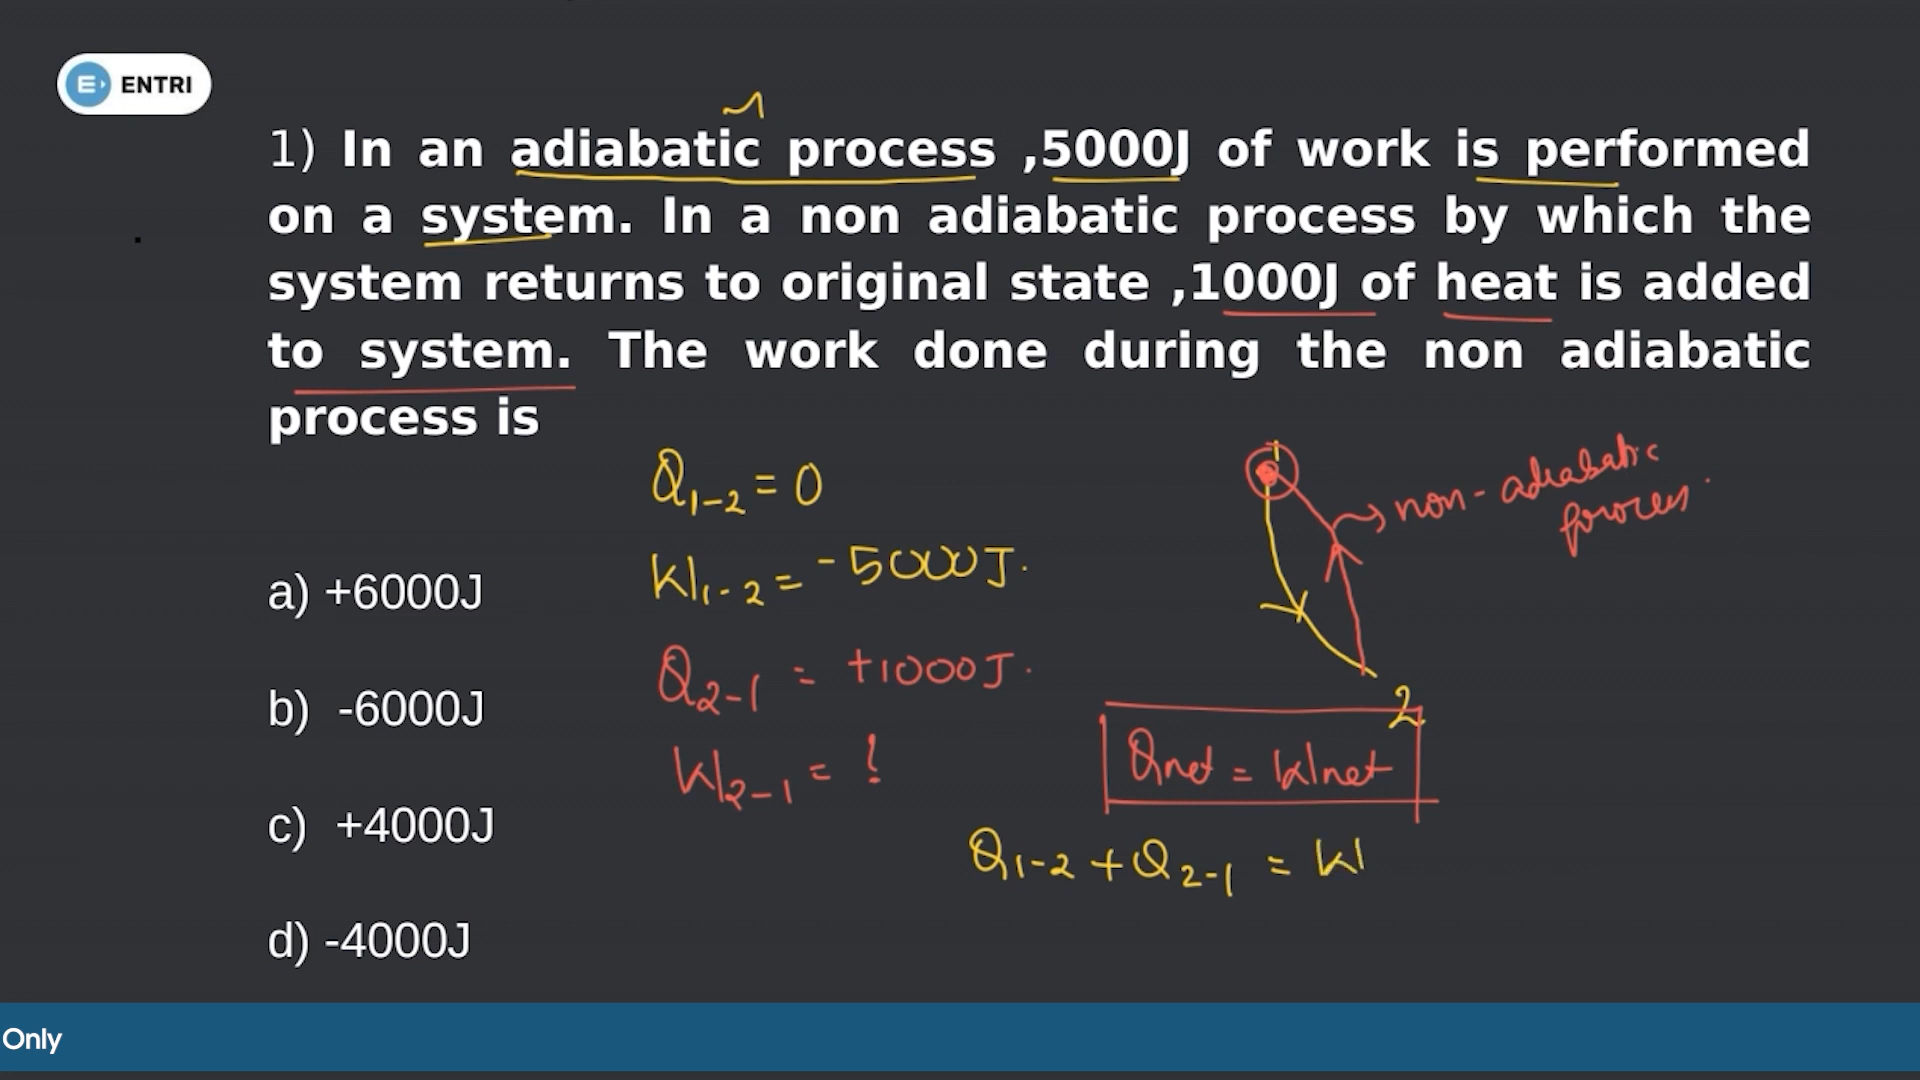 ENTRI
1) In an adiabatic process ,5000J of work is performed
on a system. In a non adiabatic process by which the
system returns to original state ,1000J of heat is added
to system. The work done during the non adiabatic
process is
Q1-2 = 0
1
non-adiabatic
process.
W1-2 = -5000J.
a) +6000J
Q2-1 = +1000J.
b) -6000J
2
W2-1 = ?
Qnet = Wnet
c) +4000J
Q1-2 + Q2-1 = W
d) -4000J
Only